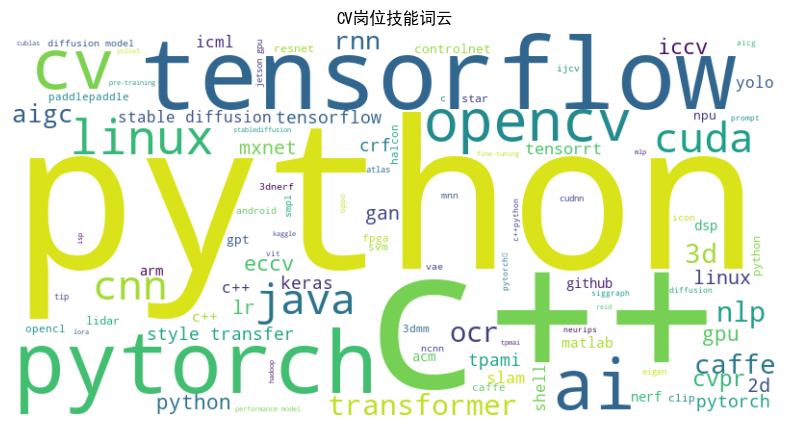 CV岗位技能词云
cublas
diffusion model
yolov5
icml
rnn
controlnet
iccv
aicg
cv
tensorflow
jetson gpu
resnet
ijcv
yolo
pre-training
paddlepaddle
c
star
aigc
stable diffusion
tensorflow
opencv
npu
prompt
linux
stablediffusion
mxnet
crf
halcon
tensorrt
cuda
fine-tuning
mlp
python
3dnerf
atlas
smpl
android
oppo
gan
mnn
cudnn
c++python
icon
dsp
kaggle
isp
gpt
fpga
svm
vit
eccv
vae
pytorch
3d
python
arm
cnn
keras
c++
github
linux
siggraph
diffusion
tip
java
c++
lr
reid
nlp
opencl
lidar
style transfer
lora
3dmm
ocr
neurips
gpu
ncnn
tpmai
matlab
pytorch
hadoop
acm
tpami
caffe
slam
ai
eigen
cvpr
2d
caffe
shell
nerf
clip
pytorch
python
performance model
transformer
c++